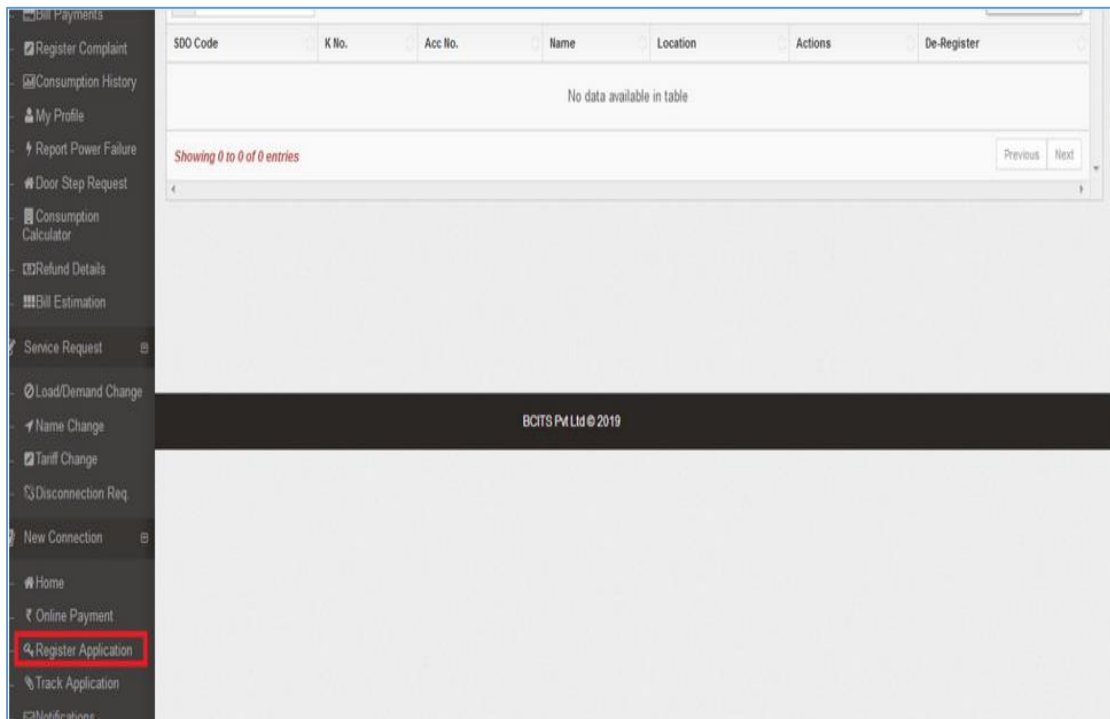 Bill Payments
Register Complaint
Consumption History
My Profile
Report Power Failure
Door Step Request
Consumption
Calculator
Refund Details
Bill Estimation
Service Request
Load/Demand Change
Name Change
Tariff Change
Disconnection Req.
New Connection
Home
₹ Online Payment
Register Application
Track Application
Notifications
SDO Code K No. Acc No. Name Location Actions De-Register
No data available in table
Showing 0 to 0 of 0 entries
Previous Next
BCITS Pvt Ltd © 2019